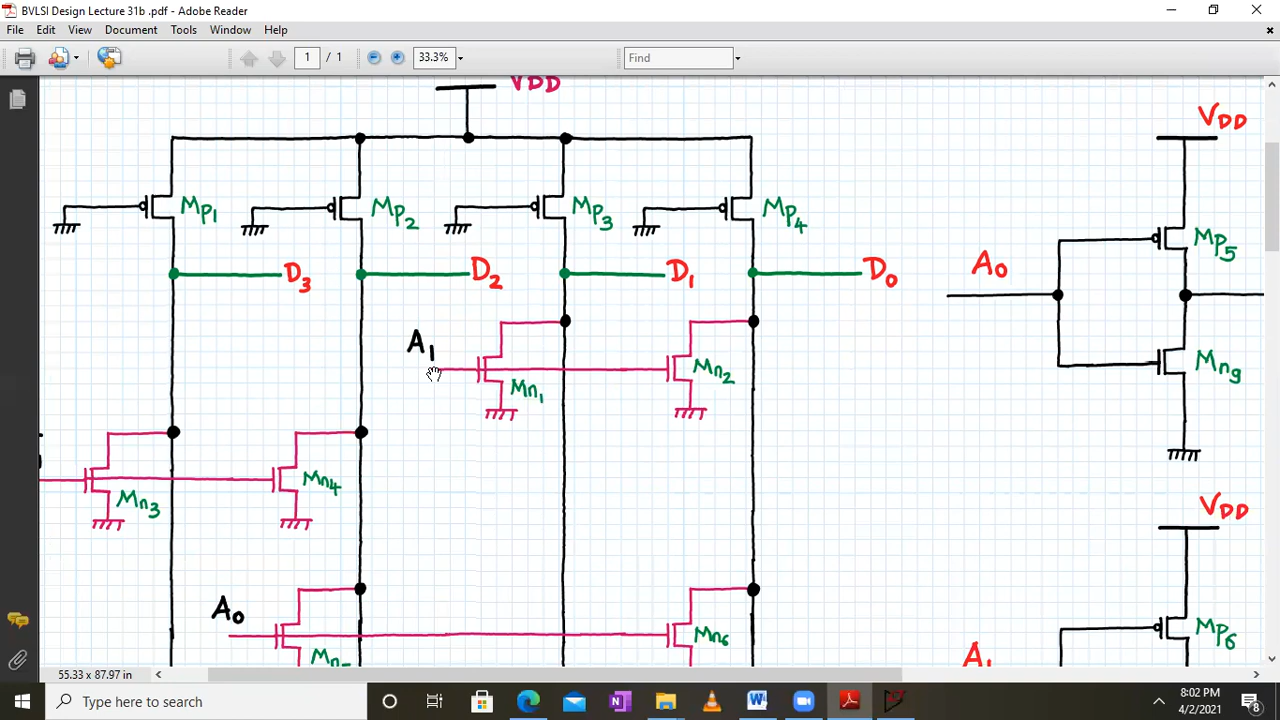 BVLSI Design Lecture 31b .pdf - Adobe Reader
File Edit View Document Tools Window Help
1 / 1 33.3% Find
VDD
VDD
Mp1 Mp2 Mp3 Mp4
Mp5
D3 D2 D1 D0
A0
A1
Mn1 Mn2
Mn9
Mn3 Mn4
VDD
A0
Mn6
Mp6
A1
55.33 x 87.97 in
Type here to search
8:02 PM
4/2/2021
8